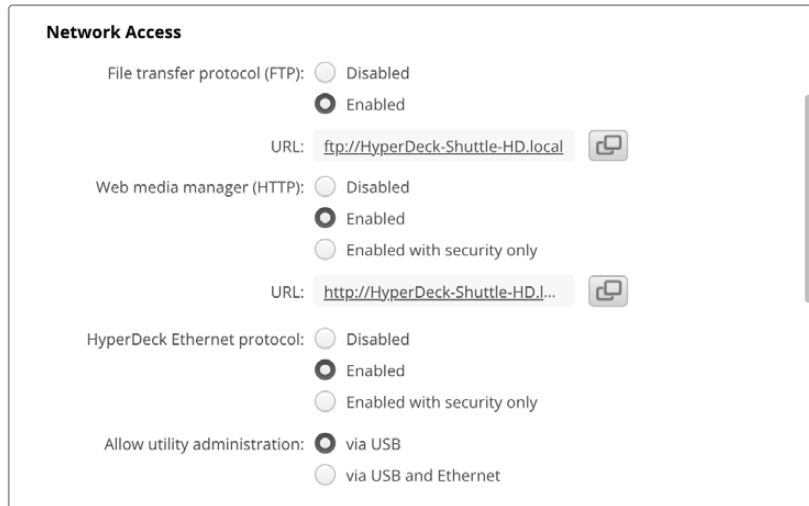 Network Access
File transfer protocol (FTP): Disabled
Enabled
URL: ftp://HyperDeck-Shuttle-HD.local
Web media manager (HTTP): Disabled
Enabled
Enabled with security only
URL: http://HyperDeck-Shuttle-HD.l...
HyperDeck Ethernet protocol: Disabled
Enabled
Enabled with security only
Allow utility administration: via USB
via USB and Ethernet